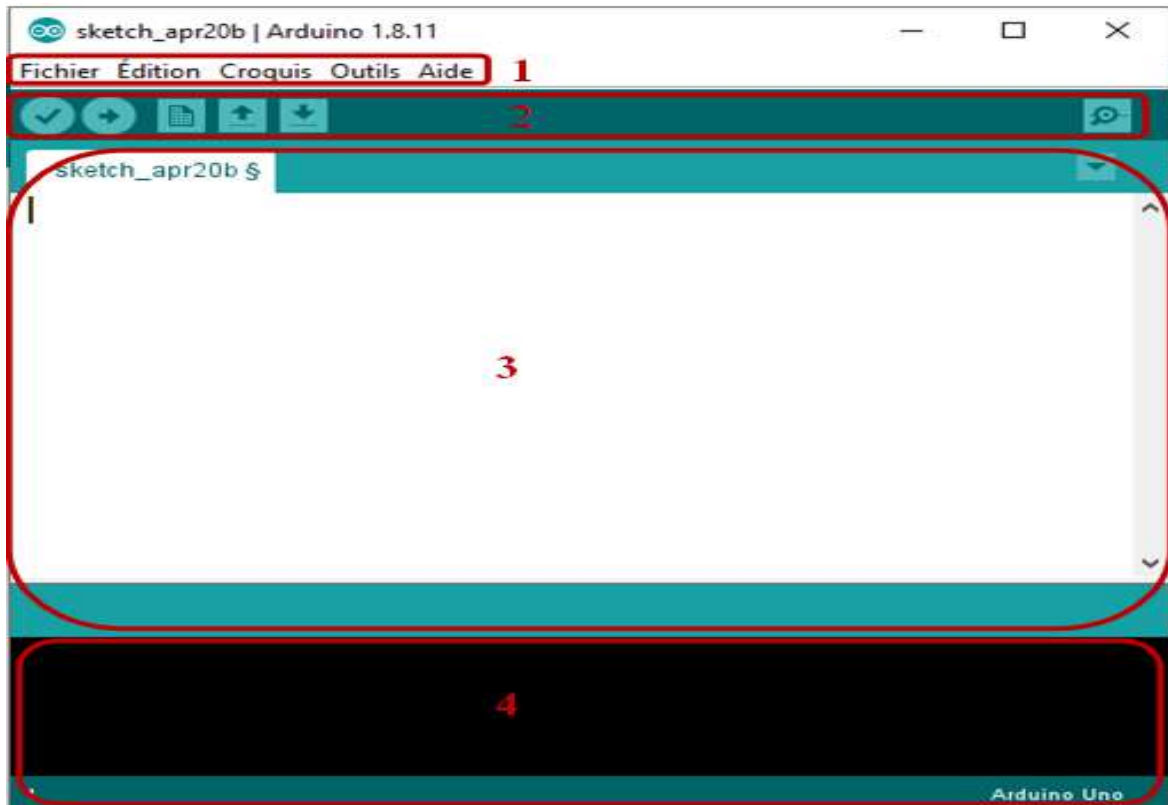 sketch_apr20b | Arduino 1.8.11
Fichier Édition Croquis Outils Aide 1
2
sketch_apr20b §
3
4
Arduino Uno